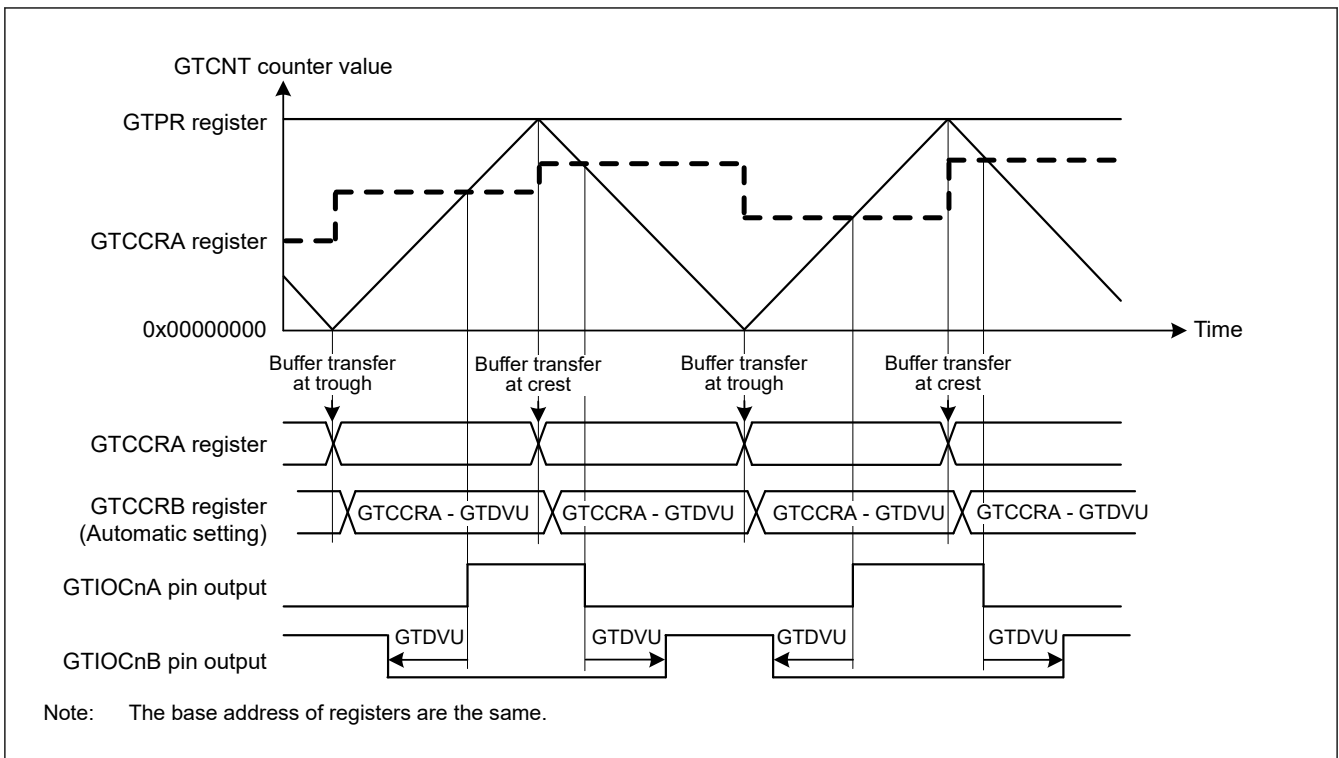 GTCNT counter value
GTPR register
GTCCRA register
0x00000000
Time
Buffer transfer
at trough
Buffer transfer
at crest
Buffer transfer
at trough
Buffer transfer
at crest
GTCCRA register
GTCCRB register
(Automatic setting)
GTCCRA - GTDVU
GTCCRA - GTDVU
GTCCRA - GTDVU
GTCCRA - GTDVU
GTIOCnA pin output
GTIOCnB pin output
GTDVU
GTDVU
GTDVU
GTDVU
Note: The base address of registers are the same.